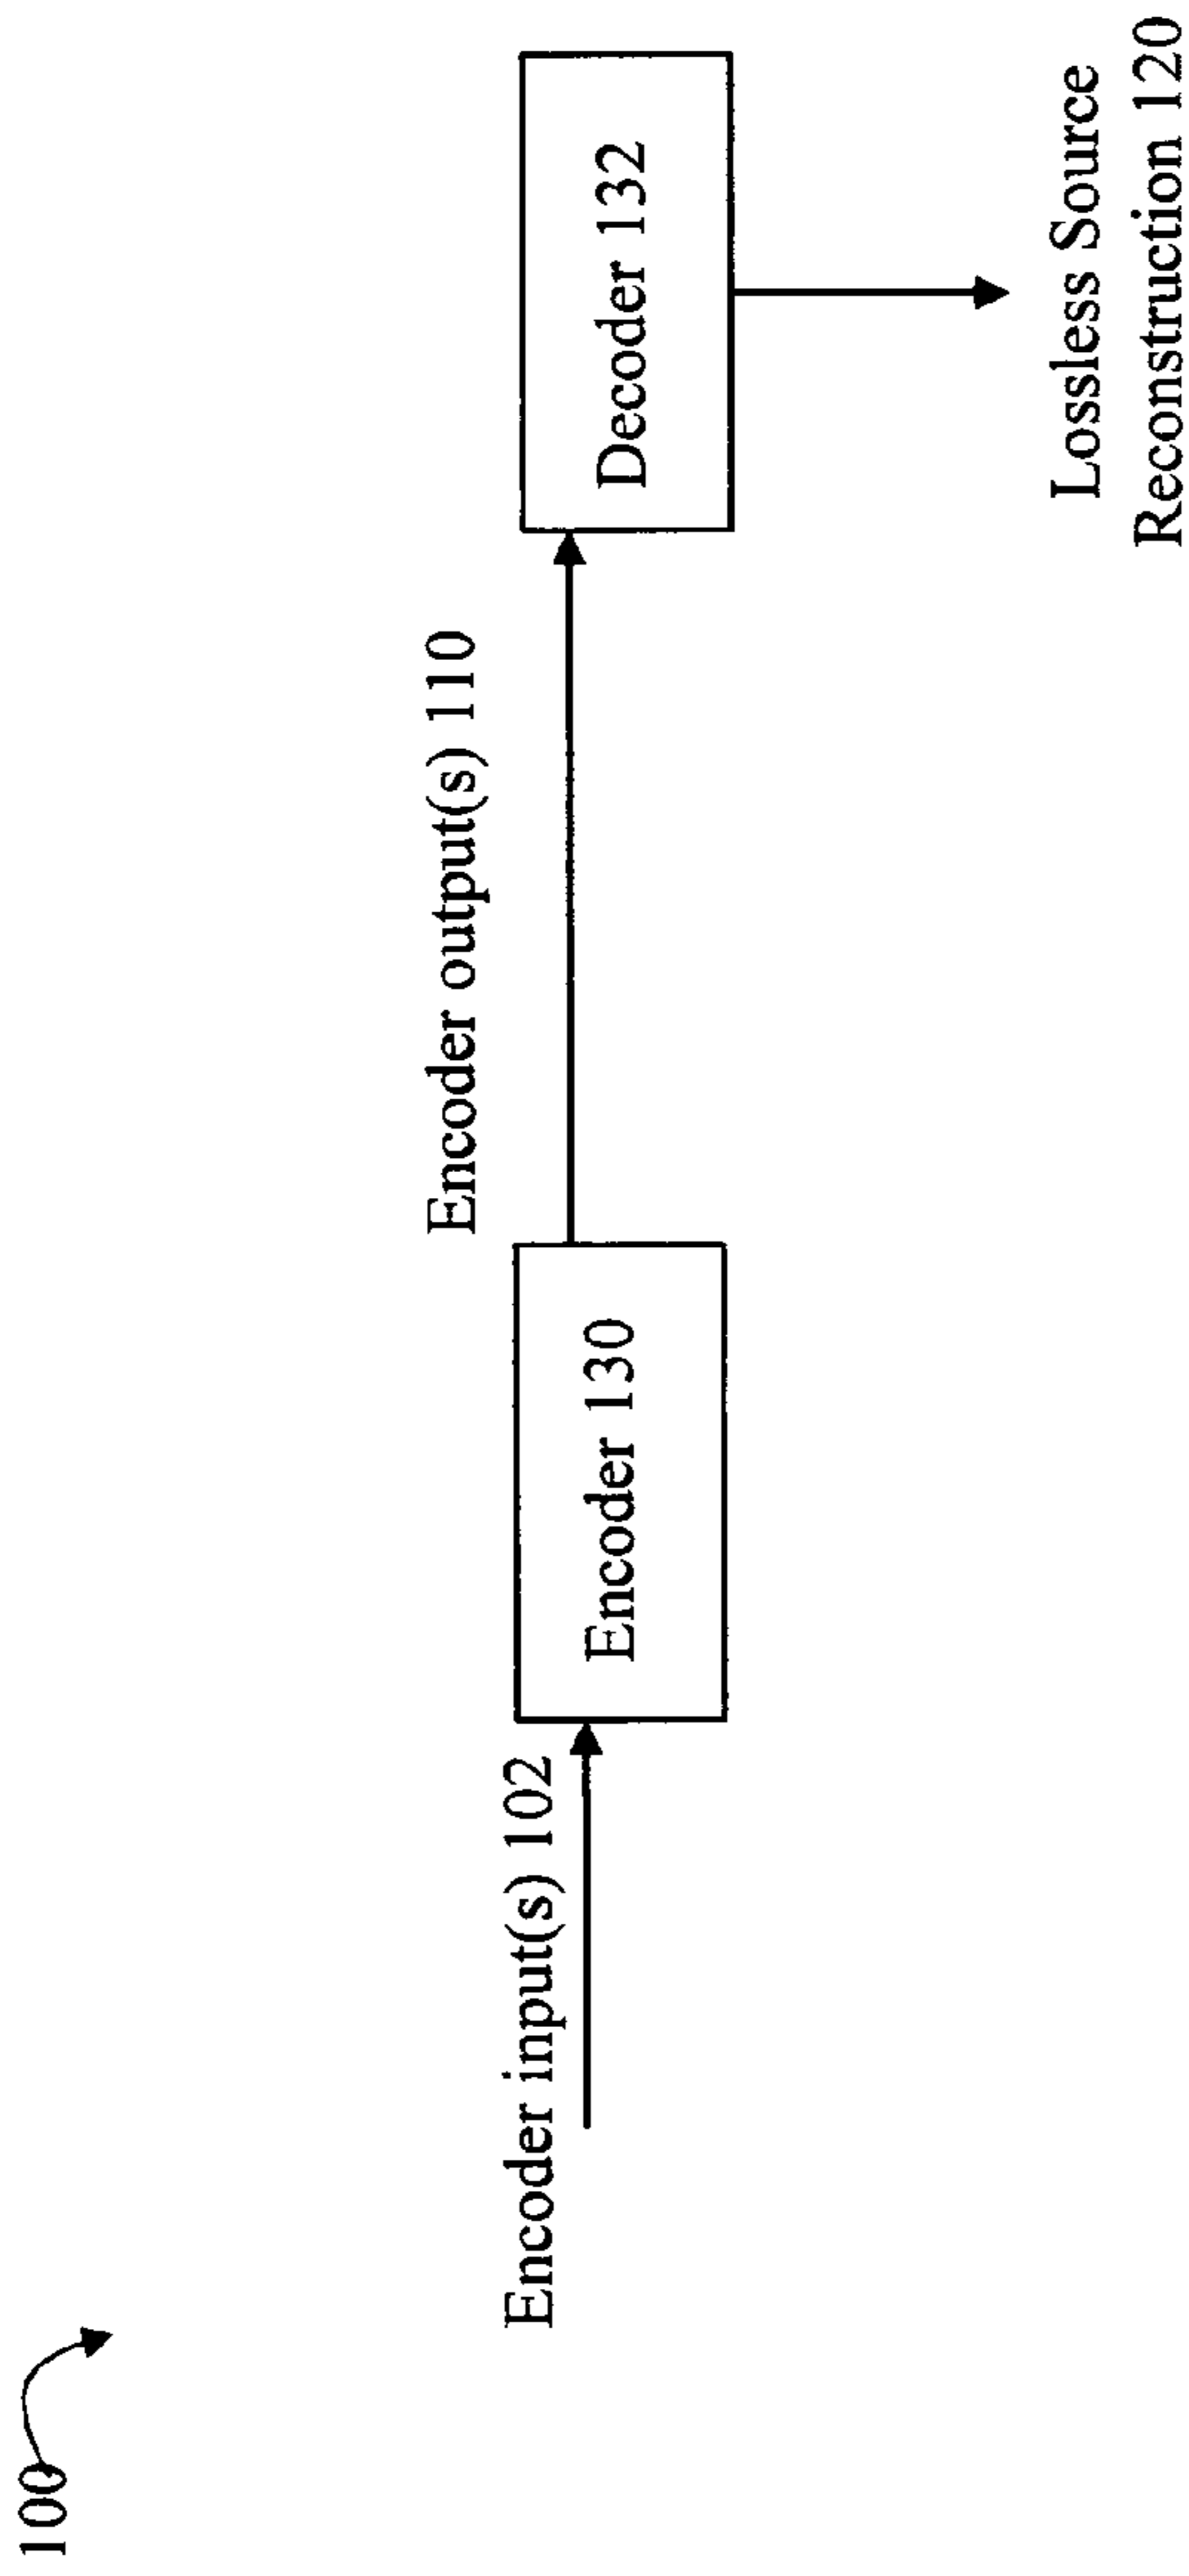 100
Encoder input(s) 102
Encoder 130
Encoder output(s) 110
Decoder 132
Lossless Source
Reconstruction 120